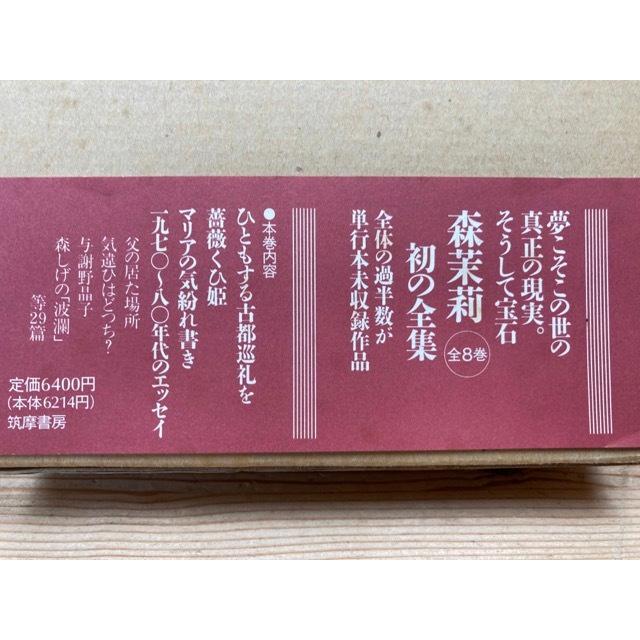 夢こそこの世の
真正の現実。
そうして宝石
森茉莉
全8巻
初の全集
全体の過半数が
単行本未収録作品
●本巻内容
ひともする古都巡礼を
薔薇くひ姫
マリアの気紛れ書き
一九七〇〜八〇年代のエッセイ
父の居た場所
気違ひはどつち?
与謝野晶子
森しげの「波瀾」
等29篇
定価6400円
(本体6214円)
筑摩書房